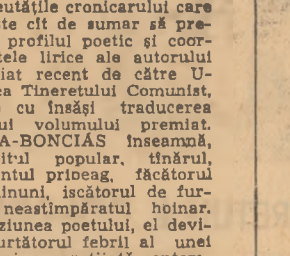 eutățile cronicarului care
te cît de sumar să pre-
profilul poetic și coor-
tele lirice ale autorului
iat recent de către U-
ea Tineretului Comunist,
cu însăși traducerea
ui volumului premiat.
A-BONCIÁS înseamnă,
itul popular, tînărul,
ntul pribeag, făcătorul
inuni, iscătorul de fur-
neastîmpăratul hoinar.
ziunea poetului, el devi-
urtătorul febril al unei